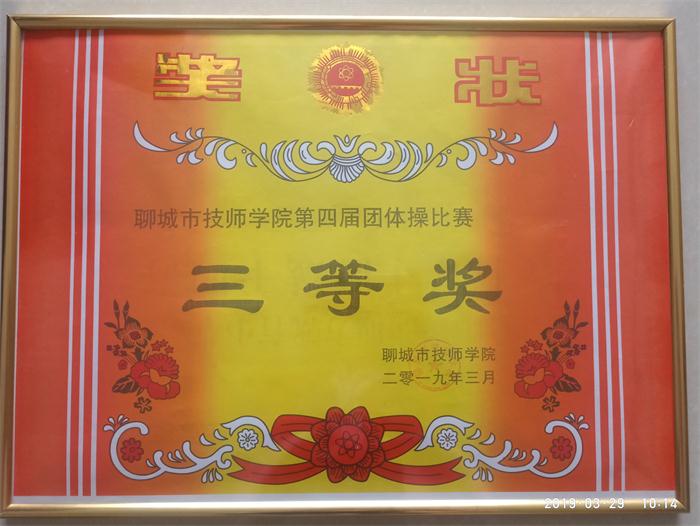 奖状
聊城市技师学院第四届团体操比赛
三等奖
聊城市技师学院
二零一九年三月
2019-03-29 10:14